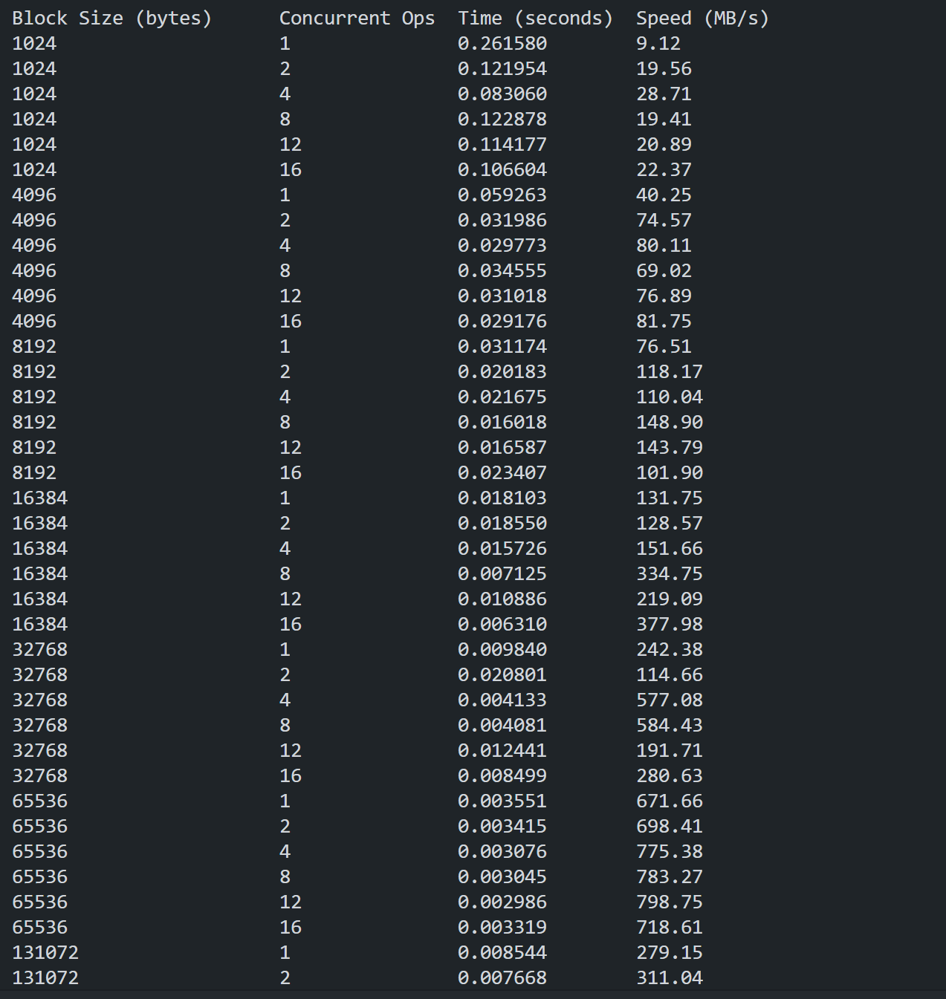 Block Size (bytes)      Concurrent Ops  Time (seconds)  Speed (MB/s)
1024                    1               0.261580        9.12
1024                    2               0.121954        19.56
1024                    4               0.083060        28.71
1024                    8               0.122878        19.41
1024                    12              0.114177        20.89
1024                    16              0.106604        22.37
4096                    1               0.059263        40.25
4096                    2               0.031986        74.57
4096                    4               0.029773        80.11
4096                    8               0.034555        69.02
4096                    12              0.031018        76.89
4096                    16              0.029176        81.75
8192                    1               0.031174        76.51
8192                    2               0.020183        118.17
8192                    4               0.021675        110.04
8192                    8               0.016018        148.90
8192                    12              0.016587        143.79
8192                    16              0.023407        101.90
16384                   1               0.018103        131.75
16384                   2               0.018550        128.57
16384                   4               0.015726        151.66
16384                   8               0.007125        334.75
16384                   12              0.010886        219.09
16384                   16              0.006310        377.98
32768                   1               0.009840        242.38
32768                   2               0.020801        114.66
32768                   4               0.004133        577.08
32768                   8               0.004081        584.43
32768                   12              0.012441        191.71
32768                   16              0.008499        280.63
65536                   1               0.003551        671.66
65536                   2               0.003415        698.41
65536                   4               0.003076        775.38
65536                   8               0.003045        783.27
65536                   12              0.002986        798.75
65536                   16              0.003319        718.61
131072                  1               0.008544        279.15
131072                  2               0.007668        311.04